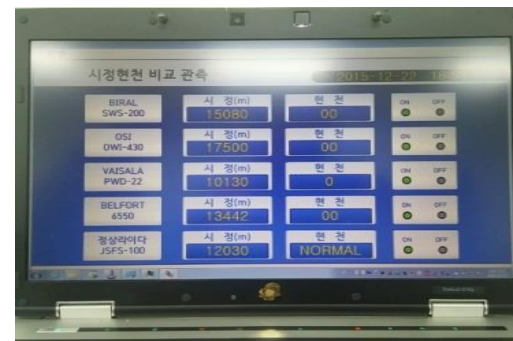 시정현천 비교 관측
2015-12-22
BIRAL
SWS-200
시 정(m)
15080
현 천
00
ON OFF
OSI
OWI-430
시 정(m)
17500
현 천
00
ON OFF
VAISALA
PWD-22
시 정(m)
10130
현 천
0
ON OFF
BELFORT
6550
시 정(m)
13442
현 천
00
ON OFF
정상라이다
JSFS-100
시 정(m)
12030
현 천
NORMAL
ON OFF